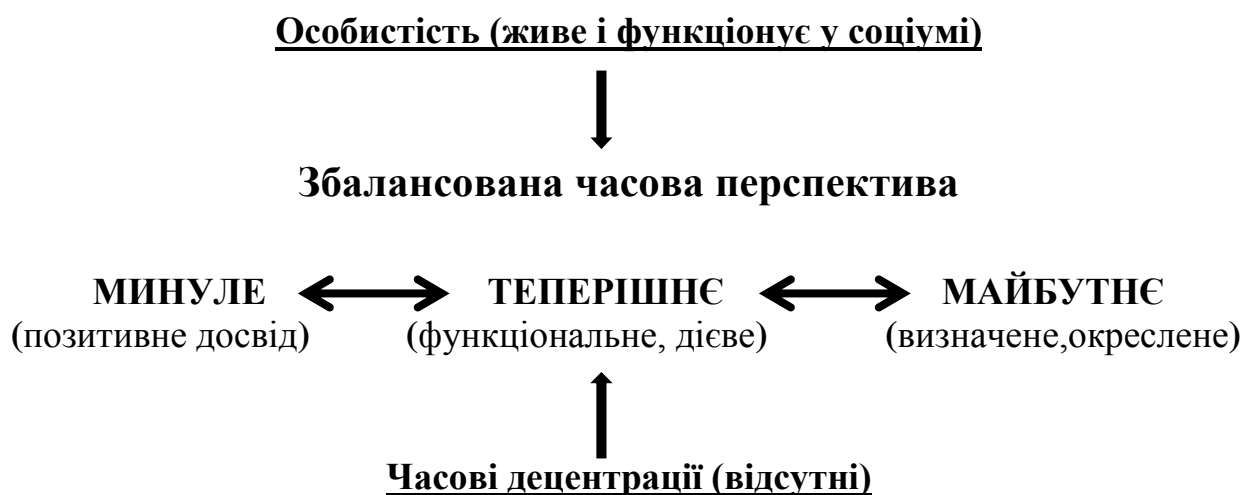 Особистість (живе і функціонує у соціумі)
Збалансована часова перспектива
МИНУЛЕ ТЕПЕРІШНЄ МАЙБУТНЄ
(позитивне досвід) (функціональне, дієве) (визначене,окреслене)
Часові децентрації (відсутні)